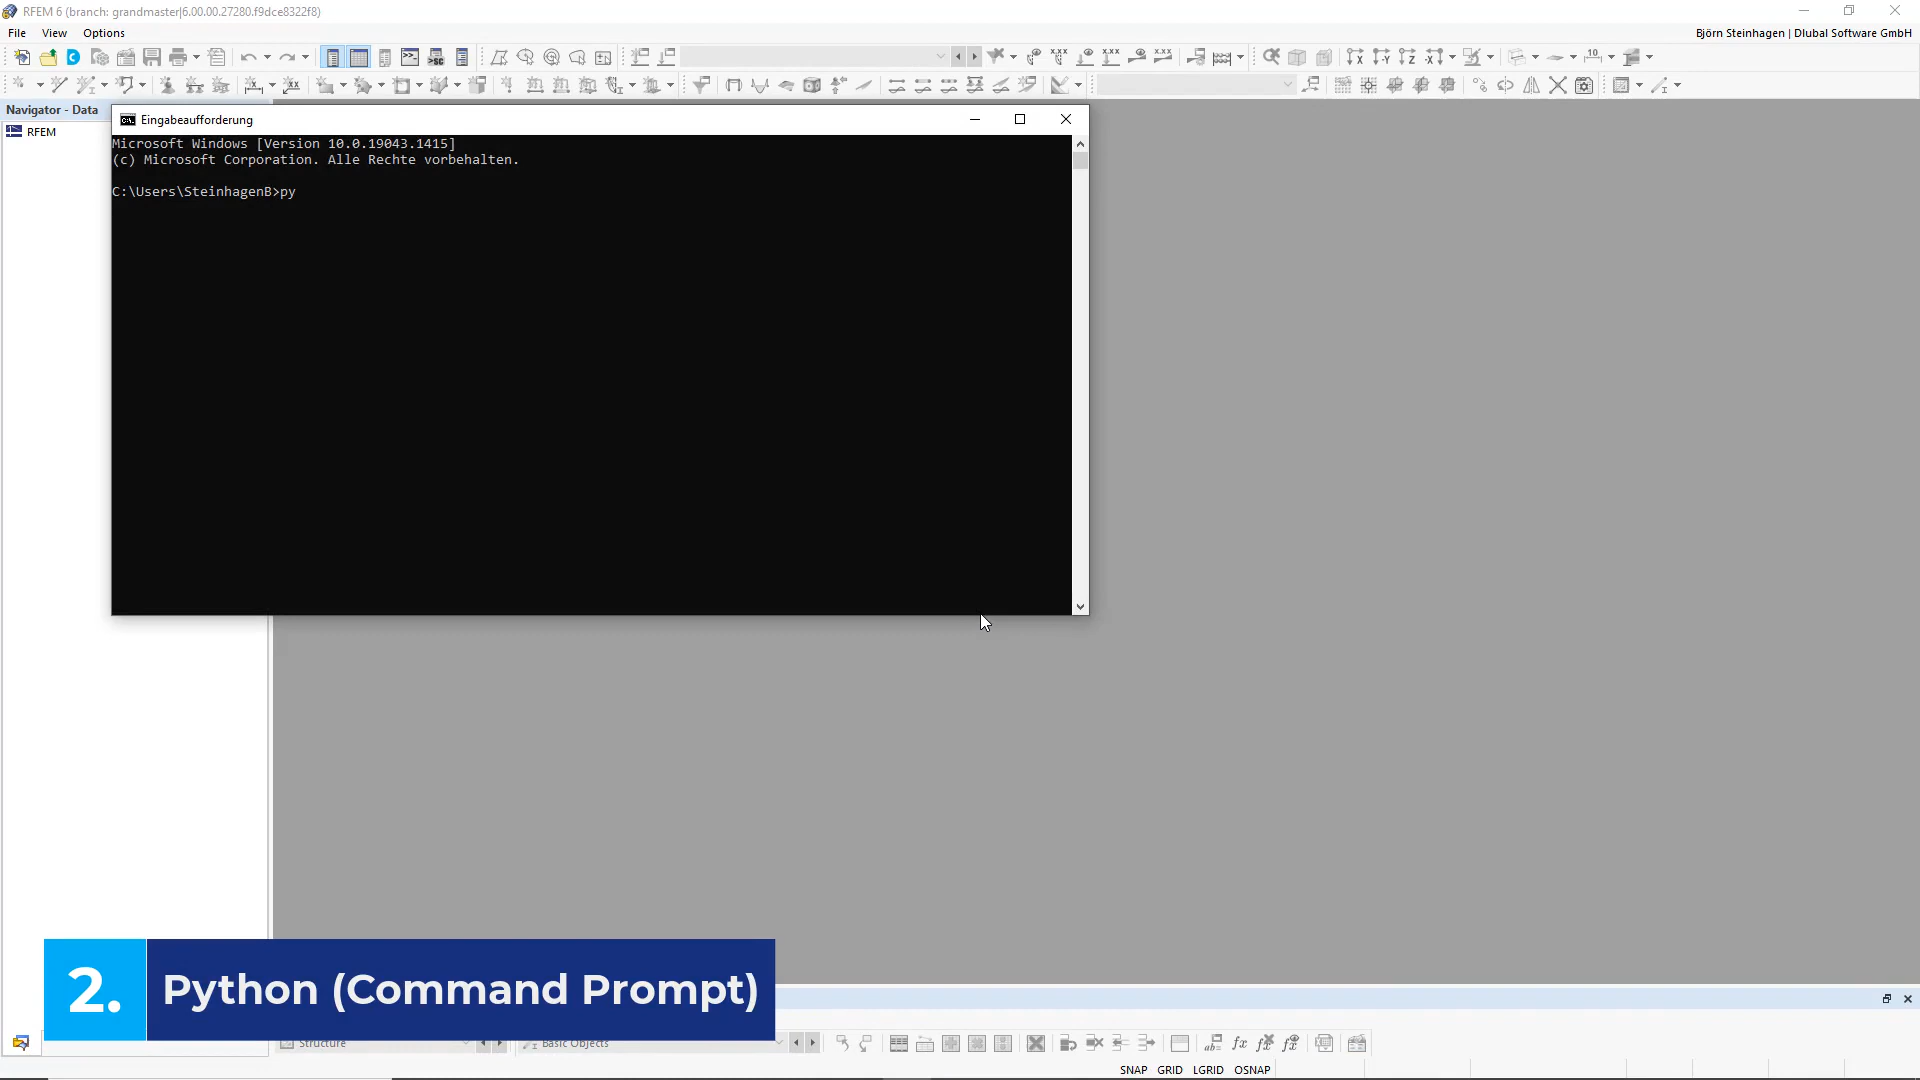 RFEM 6 (branch: grandmaster|6.00.00.27280.f9dce8322f8)
File View Options
Björn Steinhagen | Dlubal Software GmbH
Navigator - Data
RFEM
Eingabeaufforderung
Microsoft Windows [Version 10.0.19043.1415]
(c) Microsoft Corporation. Alle Rechte vorbehalten.
C:\Users\SteinhagenB>py
2. Python (Command Prompt)
Structure
Basic Objects
SNAP GRID LGRID OSNAP